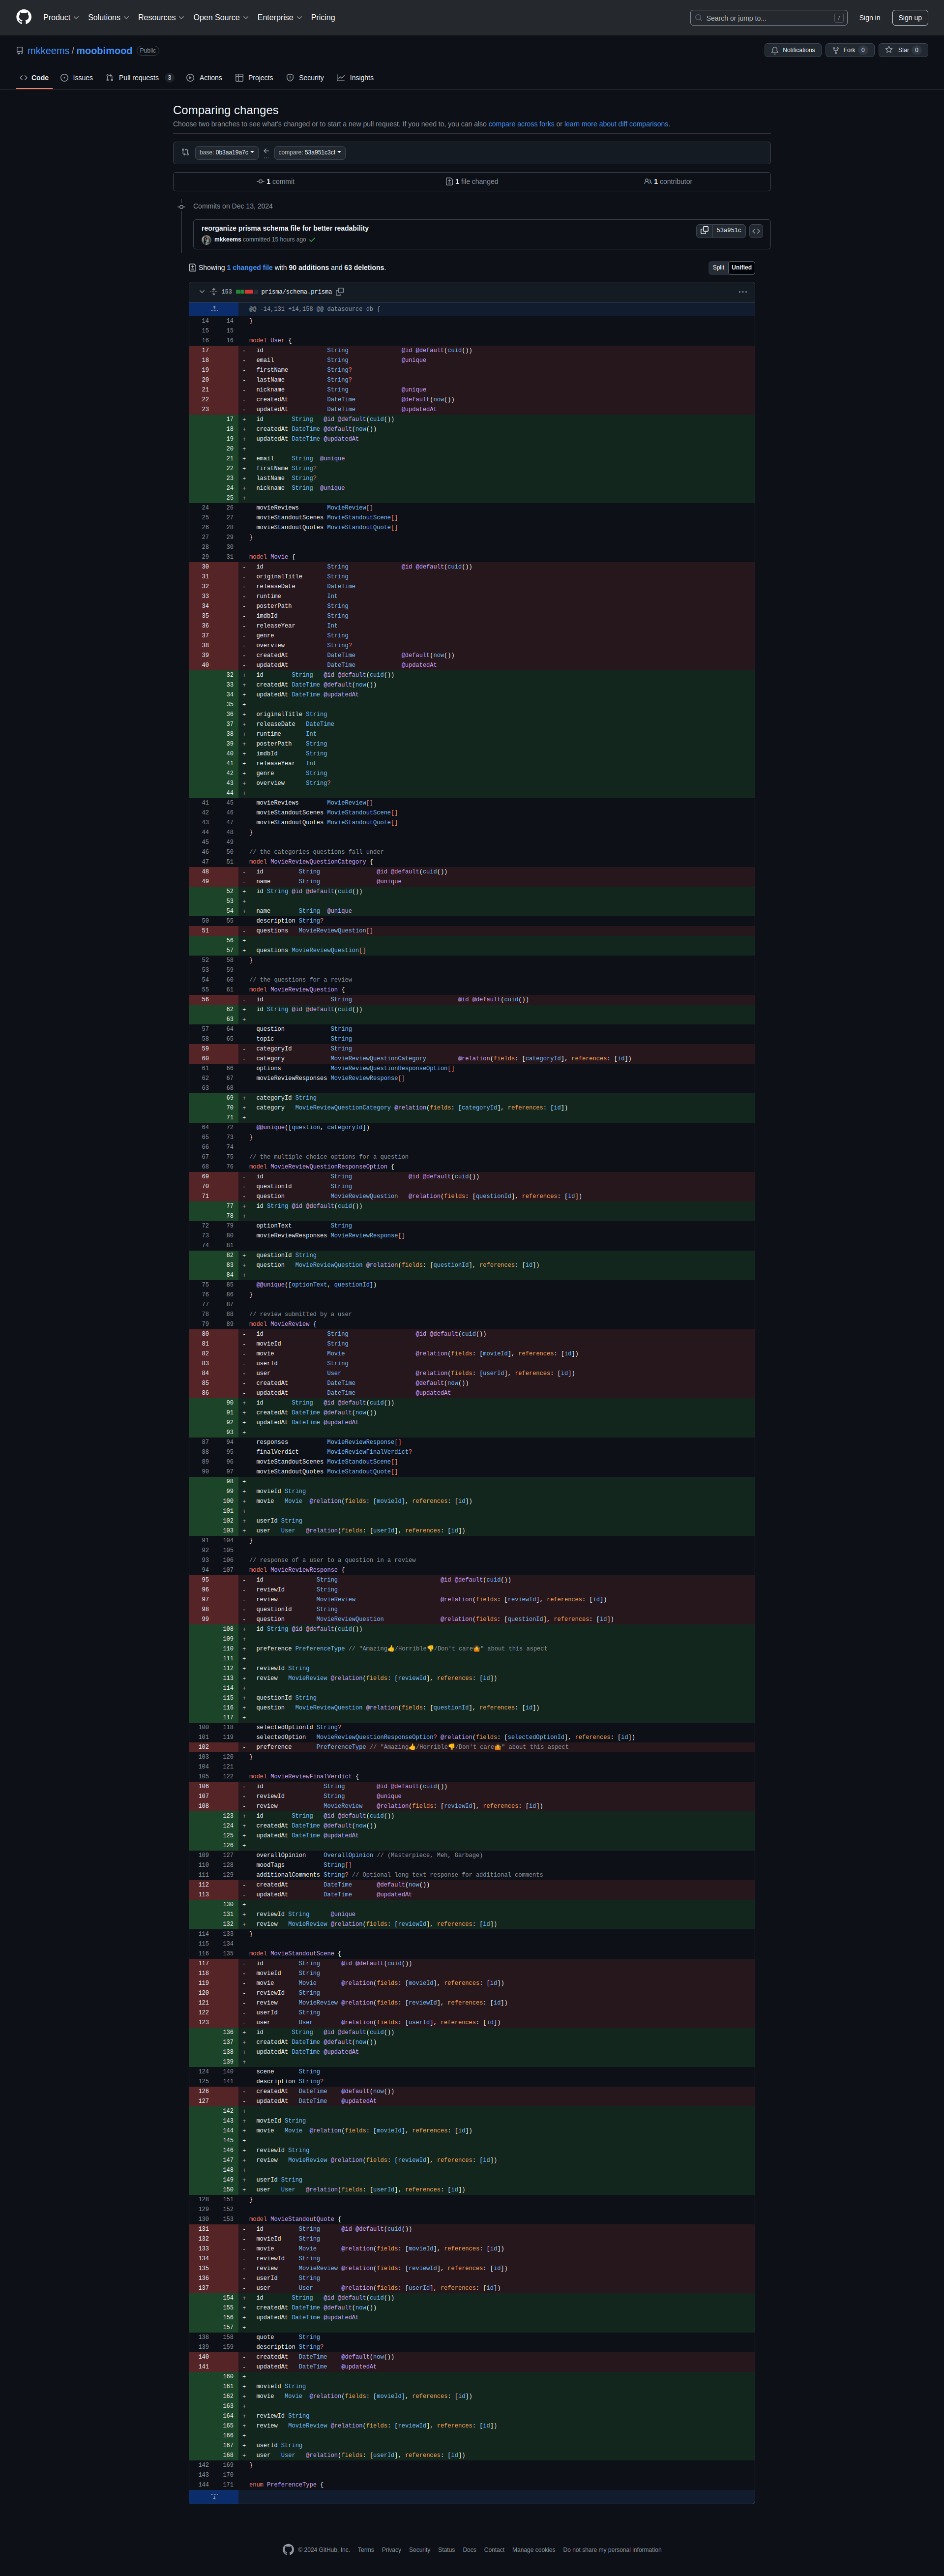 Product Solutions Resources Open Source Enterprise Pricing Search or jump to... / Sign in Sign up
mkkeems / moobimood Public Notifications Fork 0 Star 0
Code Issues Pull requests 3 Actions Projects Security Insights
Comparing changes
Choose two branches to see what's changed or to start a new pull request. If you need to, you can also compare across forks or learn more about diff comparisons.
base: 0b3aa19a7c ... compare: 53a951c3cf
1 commit 1 file changed 1 contributor
Commits on Dec 13, 2024
reorganize prisma schema file for better readability
mkkeems committed 15 hours ago 53a951c
Showing 1 changed file with 90 additions and 63 deletions. Split Unified
153 prisma/schema.prisma
@@ -14,131 +14,158 @@ datasource db {
14 14 }
15 15
16 16 model User {
17 - id String @id @default(cuid())
18 - email String @unique
19 - firstName String?
20 - lastName String?
21 - nickname String @unique
22 - createdAt DateTime @default(now())
23 - updatedAt DateTime @updatedAt
17 + id String @id @default(cuid())
18 + createdAt DateTime @default(now())
19 + updatedAt DateTime @updatedAt
20 +
21 + email String @unique
22 + firstName String?
23 + lastName String?
24 + nickname String @unique
25 +
24 26 movieReviews MovieReview[]
25 27 movieStandoutScenes MovieStandoutScene[]
26 28 movieStandoutQuotes MovieStandoutQuote[]
27 29 }
28 30
29 31 model Movie {
30 - id String @id @default(cuid())
31 - originalTitle String
32 - releaseDate DateTime
33 - runtime Int
34 - posterPath String
35 - imdbId String
36 - releaseYear Int
37 - genre String
38 - overview String?
39 - createdAt DateTime @default(now())
40 - updatedAt DateTime @updatedAt
32 + id String @id @default(cuid())
33 + createdAt DateTime @default(now())
34 + updatedAt DateTime @updatedAt
35 +
36 + originalTitle String
37 + releaseDate DateTime
38 + runtime Int
39 + posterPath String
40 + imdbId String
41 + releaseYear Int
42 + genre String
43 + overview String?
44 +
41 45 movieReviews MovieReview[]
42 46 movieStandoutScenes MovieStandoutScene[]
43 47 movieStandoutQuotes MovieStandoutQuote[]
44 48 }
45 49
46 50 // the categories questions fall under
47 51 model MovieReviewQuestionCategory {
48 - id String @id @default(cuid())
49 - name String @unique
52 + id String @id @default(cuid())
53 +
54 + name String @unique
50 55 description String?
51 - questions MovieReviewQuestion[]
56 +
57 + questions MovieReviewQuestion[]
52 58 }
53 59
54 60 // the questions for a review
55 61 model MovieReviewQuestion {
56 - id String @id @default(cuid())
62 + id String @id @default(cuid())
63 +
57 64 question String
58 65 topic String
59 - categoryId String
60 - category MovieReviewQuestionCategory @relation(fields: [categoryId], references: [id])
61 66 options MovieReviewQuestionResponseOption[]
62 67 movieReviewResponses MovieReviewResponse[]
63 68
69 + categoryId String
70 + category MovieReviewQuestionCategory @relation(fields: [categoryId], references: [id])
71 +
64 72 @@unique([question, categoryId])
65 73 }
66 74
67 75 // the multiple choice options for a question
68 76 model MovieReviewQuestionResponseOption {
69 - id String @id @default(cuid())
70 - questionId String
71 - question MovieReviewQuestion @relation(fields: [questionId], references: [id])
77 + id String @id @default(cuid())
78 +
72 79 optionText String
73 80 movieReviewResponses MovieReviewResponse[]
74 81
82 + questionId String
83 + question MovieReviewQuestion @relation(fields: [questionId], references: [id])
84 +
75 85 @@unique([optionText, questionId])
76 86 }
77 87
78 88 // review submitted by a user
79 89 model MovieReview {
80 - id String @id @default(cuid())
81 - movieId String
82 - movie Movie @relation(fields: [movieId], references: [id])
83 - userId String
84 - user User @relation(fields: [userId], references: [id])
85 - createdAt DateTime @default(now())
86 - updatedAt DateTime @updatedAt
90 + id String @id @default(cuid())
91 + createdAt DateTime @default(now())
92 + updatedAt DateTime @updatedAt
93 +
87 94 responses MovieReviewResponse[]
88 95 finalVerdict MovieReviewFinalVerdict?
89 96 movieStandoutScenes MovieStandoutScene[]
90 97 movieStandoutQuotes MovieStandoutQuote[]
98 +
99 + movieId String
100 + movie Movie @relation(fields: [movieId], references: [id])
101 +
102 + userId String
103 + user User @relation(fields: [userId], references: [id])
91 104 }
92 105
93 106 // response of a user to a question in a review
94 107 model MovieReviewResponse {
95 - id String @id @default(cuid())
96 - reviewId String
97 - review MovieReview @relation(fields: [reviewId], references: [id])
98 - questionId String
99 - question MovieReviewQuestion @relation(fields: [questionId], references: [id])
108 + id String @id @default(cuid())
109 +
110 + preference PreferenceType // "Amazing👍/Horrible👎/Don't care🤷" about this aspect
111 +
112 + reviewId String
113 + review MovieReview @relation(fields: [reviewId], references: [id])
114 +
115 + questionId String
116 + question MovieReviewQuestion @relation(fields: [questionId], references: [id])
117 +
100 118 selectedOptionId String?
101 119 selectedOption MovieReviewQuestionResponseOption? @relation(fields: [selectedOptionId], references: [id])
102 - preference PreferenceType // "Amazing👍/Horrible👎/Don't care🤷" about this aspect
103 120 }
104 121
105 122 model MovieReviewFinalVerdict {
106 - id String @id @default(cuid())
107 - reviewId String @unique
108 - review MovieReview @relation(fields: [reviewId], references: [id])
123 + id String @id @default(cuid())
124 + createdAt DateTime @default(now())
125 + updatedAt DateTime @updatedAt
126 +
109 127 overallOpinion OverallOpinion // (Masterpiece, Meh, Garbage)
110 128 moodTags String[]
111 129 additionalComments String? // Optional long text response for additional comments
112 - createdAt DateTime @default(now())
113 - updatedAt DateTime @updatedAt
130 +
131 + reviewId String @unique
132 + review MovieReview @relation(fields: [reviewId], references: [id])
114 133 }
115 134
116 135 model MovieStandoutScene {
117 - id String @id @default(cuid())
118 - movieId String
119 - movie Movie @relation(fields: [movieId], references: [id])
120 - reviewId String
121 - review MovieReview @relation(fields: [reviewId], references: [id])
122 - userId String
123 - user User @relation(fields: [userId], references: [id])
136 + id String @id @default(cuid())
137 + createdAt DateTime @default(now())
138 + updatedAt DateTime @updatedAt
139 +
124 140 scene String
125 141 description String?
126 - createdAt DateTime @default(now())
127 - updatedAt DateTime @updatedAt
142 +
143 + movieId String
144 + movie Movie @relation(fields: [movieId], references: [id])
145 +
146 + reviewId String
147 + review MovieReview @relation(fields: [reviewId], references: [id])
148 +
149 + userId String
150 + user User @relation(fields: [userId], references: [id])
128 151 }
129 152
130 153 model MovieStandoutQuote {
131 - id String @id @default(cuid())
132 - movieId String
133 - movie Movie @relation(fields: [movieId], references: [id])
134 - reviewId String
135 - review MovieReview @relation(fields: [reviewId], references: [id])
136 - userId String
137 - user User @relation(fields: [userId], references: [id])
154 + id String @id @default(cuid())
155 + createdAt DateTime @default(now())
156 + updatedAt DateTime @updatedAt
157 +
138 158 quote String
139 159 description String?
140 - createdAt DateTime @default(now())
141 - updatedAt DateTime @updatedAt
160 +
161 + movieId String
162 + movie Movie @relation(fields: [movieId], references: [id])
163 +
164 + reviewId String
165 + review MovieReview @relation(fields: [reviewId], references: [id])
166 +
167 + userId String
168 + user User @relation(fields: [userId], references: [id])
142 169 }
143 170
144 171 enum PreferenceType {
© 2024 GitHub, Inc. Terms Privacy Security Status Docs Contact Manage cookies Do not share my personal information